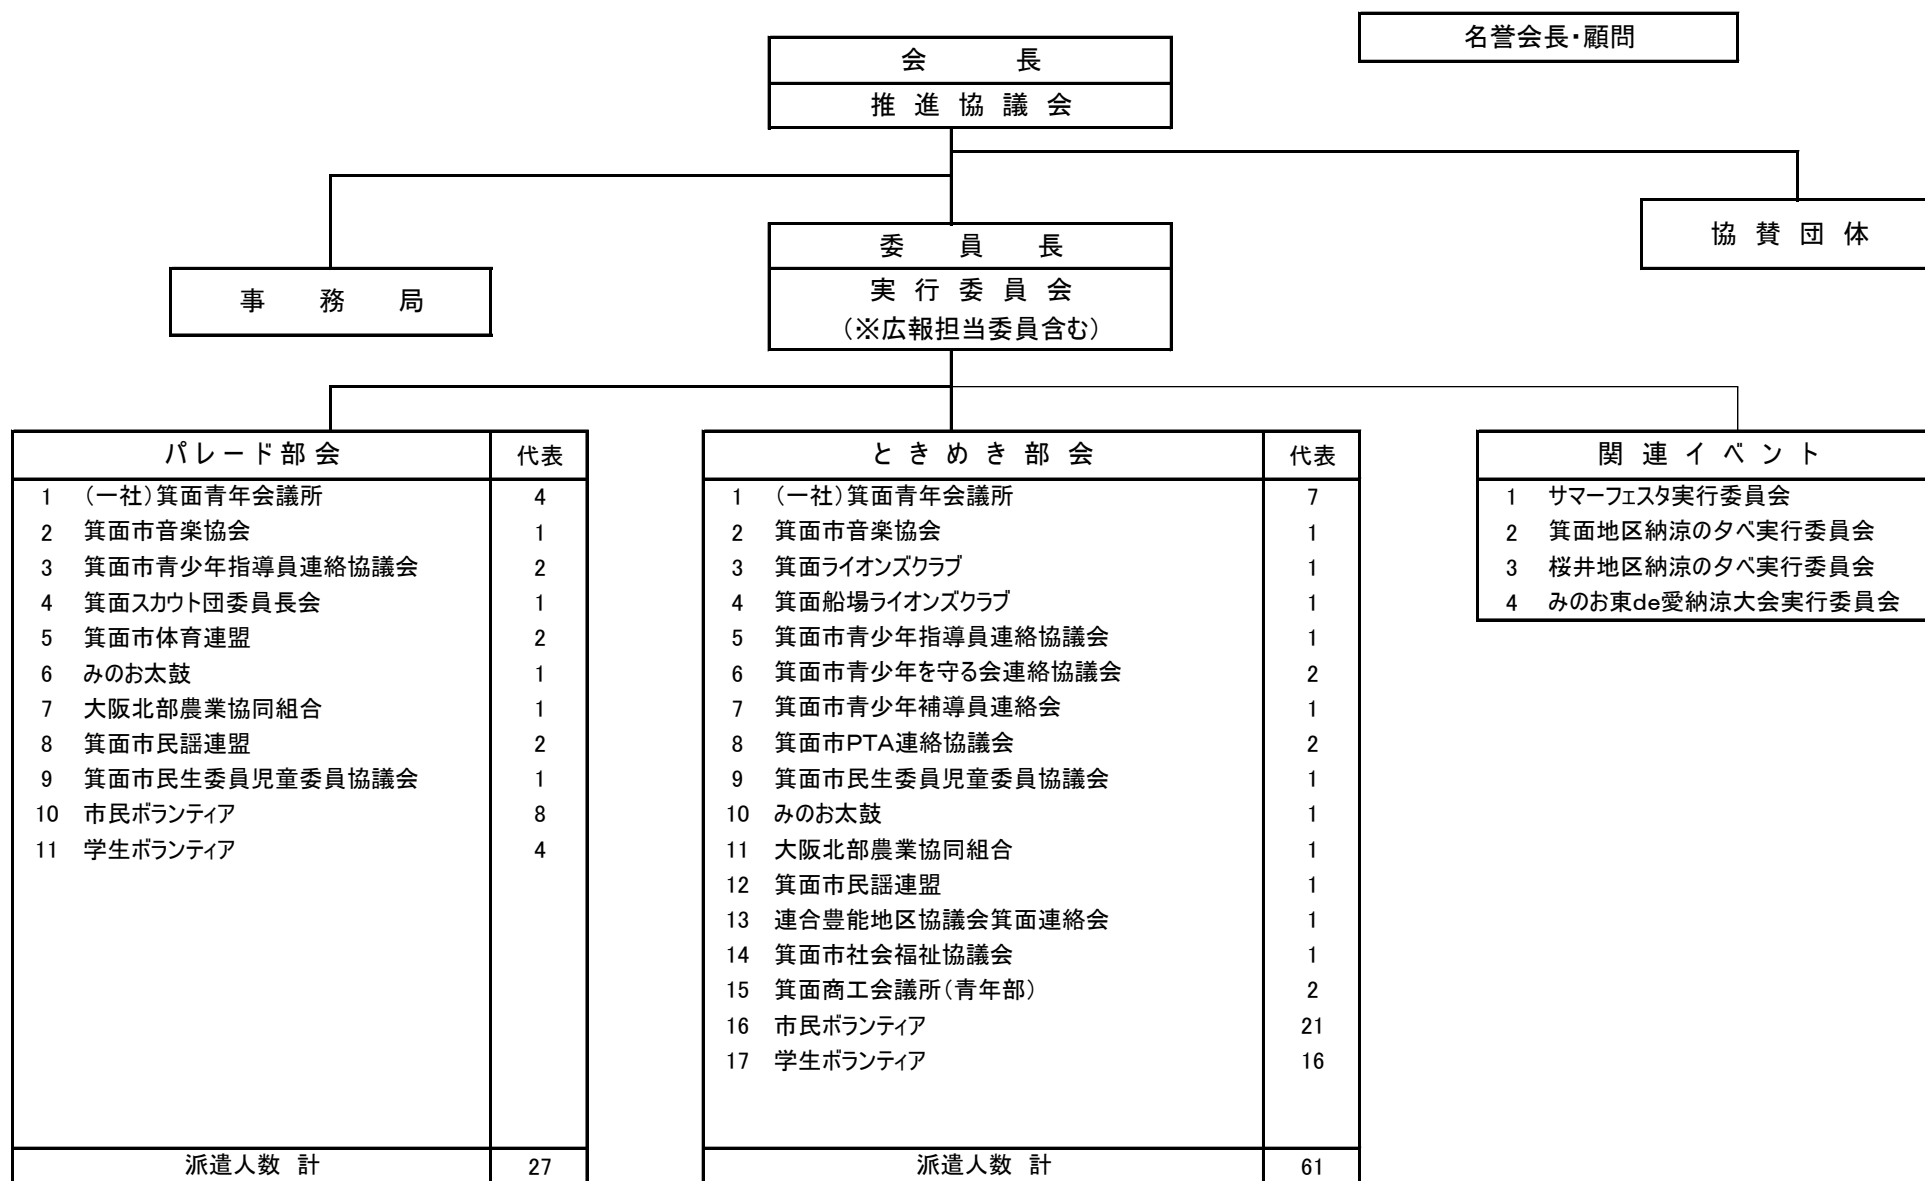 名誉会長・顧問
会長
推進協議会
協賛団体
委員長
実行委員会
（※広報担当委員含む）
事務局
パレード部会 代表
1 （一社）箕面青年会議所 4
2 箕面市音楽協会 1
3 箕面市青少年指導員連絡協議会 2
4 箕面スカウト団委員長会 1
5 箕面市体育連盟 2
6 みのお太鼓 1
7 大阪北部農業協同組合 1
8 箕面市民謡連盟 2
9 箕面市民生委員児童委員協議会 1
10 市民ボランティア 8
11 学生ボランティア 4
派遣人数 計 27
ときめき部会 代表
1 （一社）箕面青年会議所 7
2 箕面市音楽協会 1
3 箕面ライオンズクラブ 1
4 箕面船場ライオンズクラブ 1
5 箕面市青少年指導員連絡協議会 1
6 箕面市青少年を守る会連絡協議会 2
7 箕面市青少年補導員連絡会 1
8 箕面市PTA連絡協議会 2
9 箕面市民生委員児童委員協議会 1
10 みのお太鼓 1
11 大阪北部農業協同組合 1
12 箕面市民謡連盟 1
13 連合豊能地区協議会箕面連絡会 1
14 箕面市社会福祉協議会 1
15 箕面商工会議所（青年部） 2
16 市民ボランティア 21
17 学生ボランティア 16
派遣人数 計 61
関連イベント
1 サマーフェスタ実行委員会
2 箕面地区納涼の夕べ実行委員会
3 桜井地区納涼の夕べ実行委員会
4 みのお東de愛納涼大会実行委員会